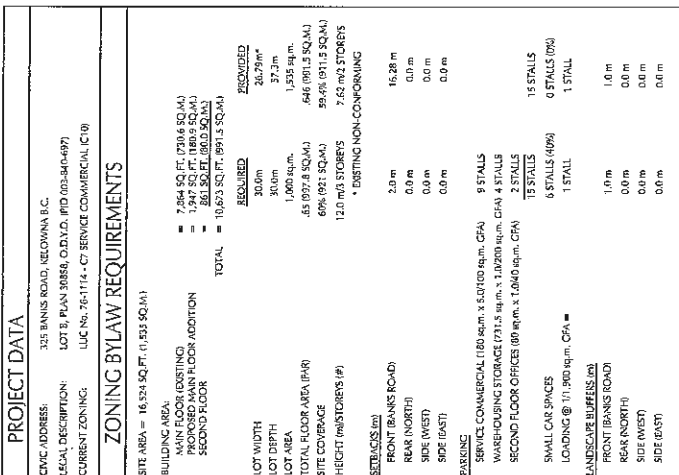 PROJECT DATA
CIVIC ADDRESS: 325 BANKS ROAD, KELOWNA B.C.
LEGAL DESCRIPTION: LOT B, PLAN 30858, O.D.Y.D. (PID 003-840-697)
CURRENT ZONING: LUC No. 76-1114 - C7 SERVICE COMMERCIAL (C10)
ZONING BYLAW REQUIREMENTS
SITE AREA = 16,524 SQ.FT. (1,535 SQ.M.)
BUILDING AREA:
MAIN FLOOR (EXISTING) = 7,864 SQ.FT. (730.6 SQ.M.)
PROPOSED MAIN FLOOR ADDITION = 1,947 SQ.FT. (180.9 SQ.M.)
SECOND FLOOR = 861 SQ.FT. (80.0 SQ.M.)
TOTAL = 10,673 SQ.FT. (991.5 SQ.M.)
REQUIRED PROVIDED
LOT WIDTH 30.0m 26.79m*
LOT DEPTH 30.0m 57.3m
LOT AREA 1,000 sq.m. 1,535 sq.m.
TOTAL FLOOR AREA (FAR) .65 (997.8 SQ.M.) .646 (991.5 SQ.M.)
SITE COVERAGE 60% (921 SQ.M.) 59.4% (911.5 SQ.M.)
HEIGHT (m)/STOREYS (#) 12.0 m/3 STOREYS 7.62 m/2 STOREYS
* EXISTING NON-CONFORMING
SETBACKS (m)
FRONT (BANKS ROAD) 2.0 m 16.28 m
REAR (NORTH) 0.0 m 0.0 m
SIDE (WEST) 0.0 m 0.0 m
SIDE (EAST) 0.0 m 0.0 m
PARKING
SERVICE COMMERCIAL (180 sq.m. x 5.0/100 sq.m. GFA) 9 STALLS
WAREHOUSING STORAGE (731.5 sq.m. x 1.0/200 sq.m. GFA) 4 STALLS
SECOND FLOOR OFFICES (80 sq.m. x 1.0/40 sq.m. GFA) 2 STALLS
15 STALLS 15 STALLS
SMALL CAR SPACES 6 STALLS (40%) 0 STALLS (0%)
LOADING @ 1/1,900 sq.m. GFA = 1 STALL 1 STALL
LANDSCAPE BUFFERS (m)
FRONT (BANKS ROAD) 1.0 m 1.0 m
REAR (NORTH) 0.0 m 0.0 m
SIDE (WEST) 0.0 m 0.0 m
SIDE (EAST) 0.0 m 0.0 m